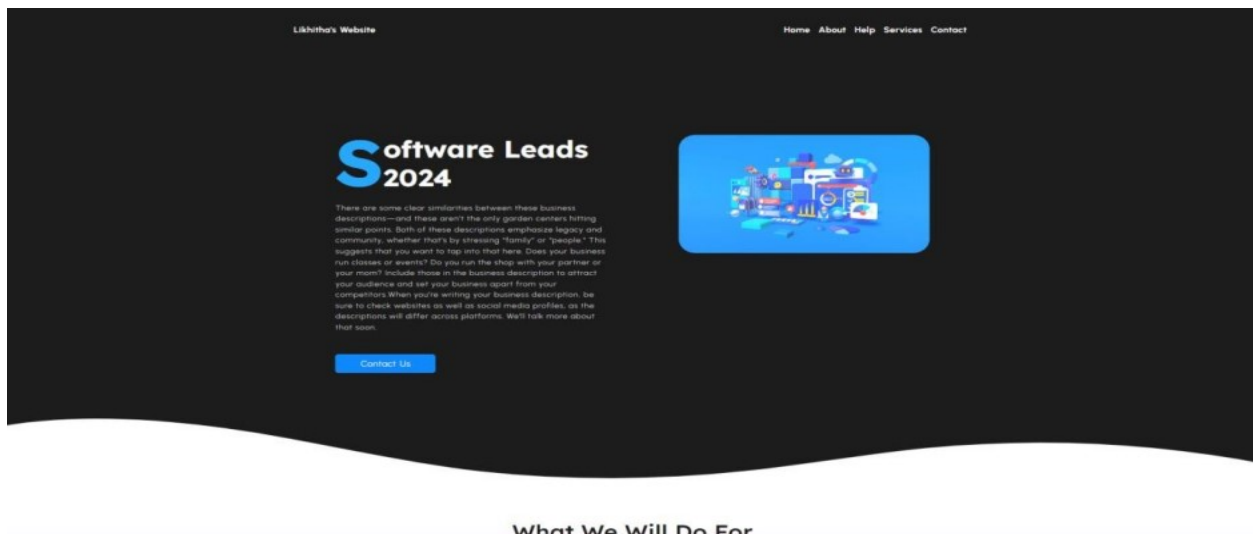 Likhitha's Website
Home About Help Services Contact
Software Leads
2024
There are some clear similarities between these business
descriptions—and these aren't the only garden centers hitting
similar points. Both of these descriptions emphasize legacy and
community, whether that's by stressing "family" or "people." This
suggests that you want to tap into that here. Does your business
run classes or events? Do you run the shop with your partner or
your mom? Include those in the business description to attract
your audience and set your business apart from your
competitors.When you're writing your business description, be
sure to check websites as well as social media profiles, as the
descriptions will differ across platforms. We'll talk more about
that soon.
Contact Us
What We Will Do For